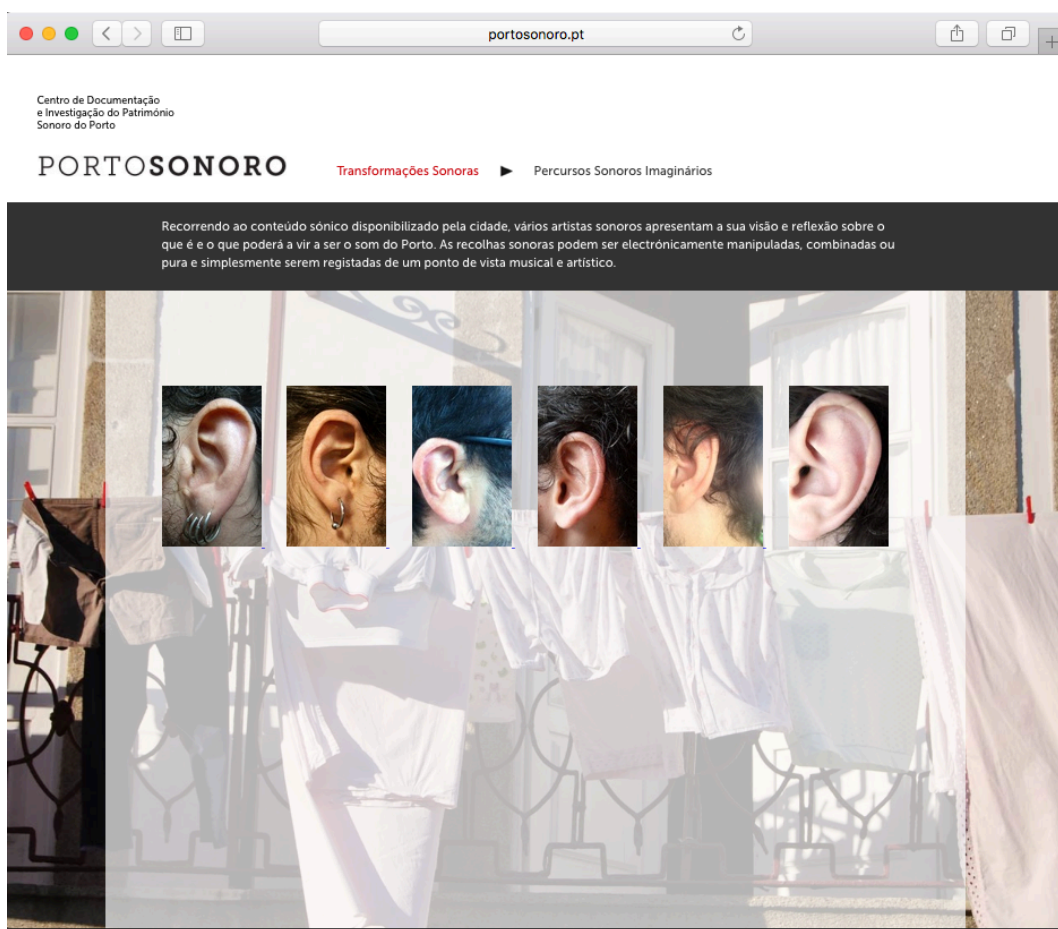 portosonoro.pt
Centro de Documentação
e Investigação do Património
Sonoro do Porto
PORTOSONORO
Transformações Sonoras ▶ Percursos Sonoros Imaginários
Recorrendo ao conteúdo sónico disponibilizado pela cidade, vários artistas sonoros apresentam a sua visão e reflexão sobre o
que é e o que poderá a vir a ser o som do Porto. As recolhas sonoras podem ser electrónicamente manipuladas, combinadas ou
pura e simplesmente serem registadas de um ponto de vista musical e artístico.